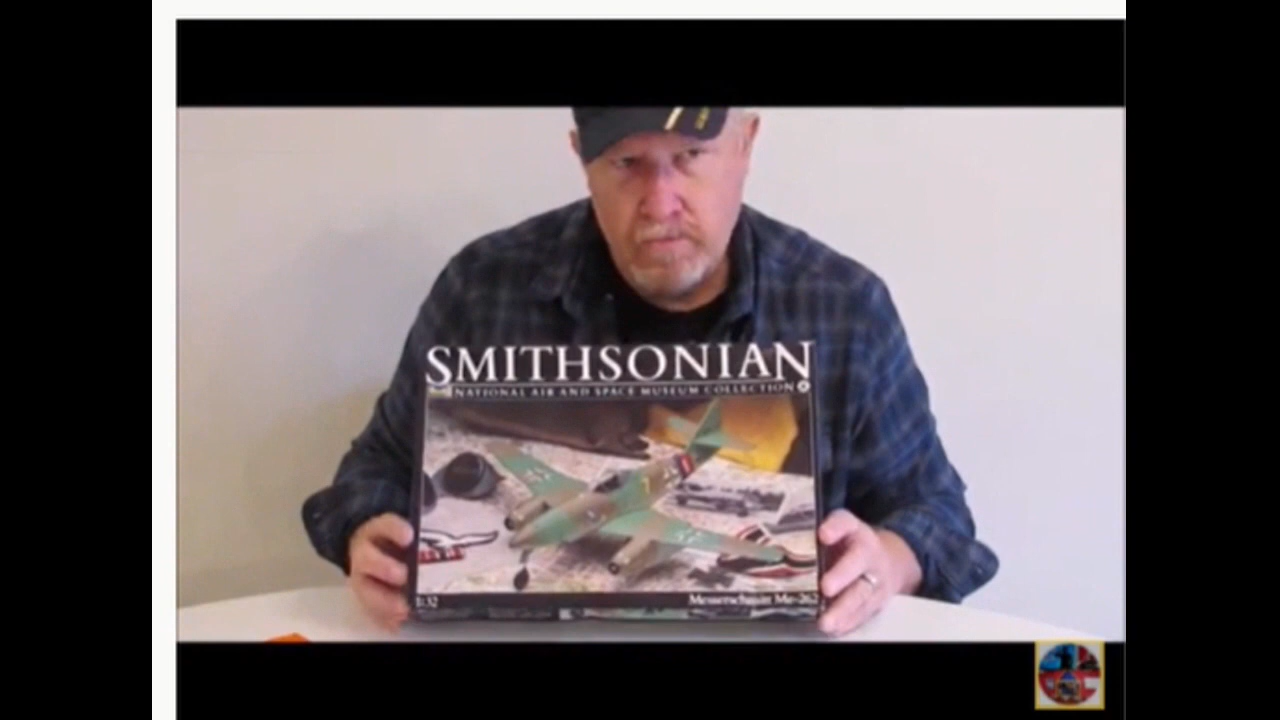 SMITHSONIAN
NATIONAL AIR AND SPACE MUSEUM COLLECTION
1:32
Messerschmitt Me-262